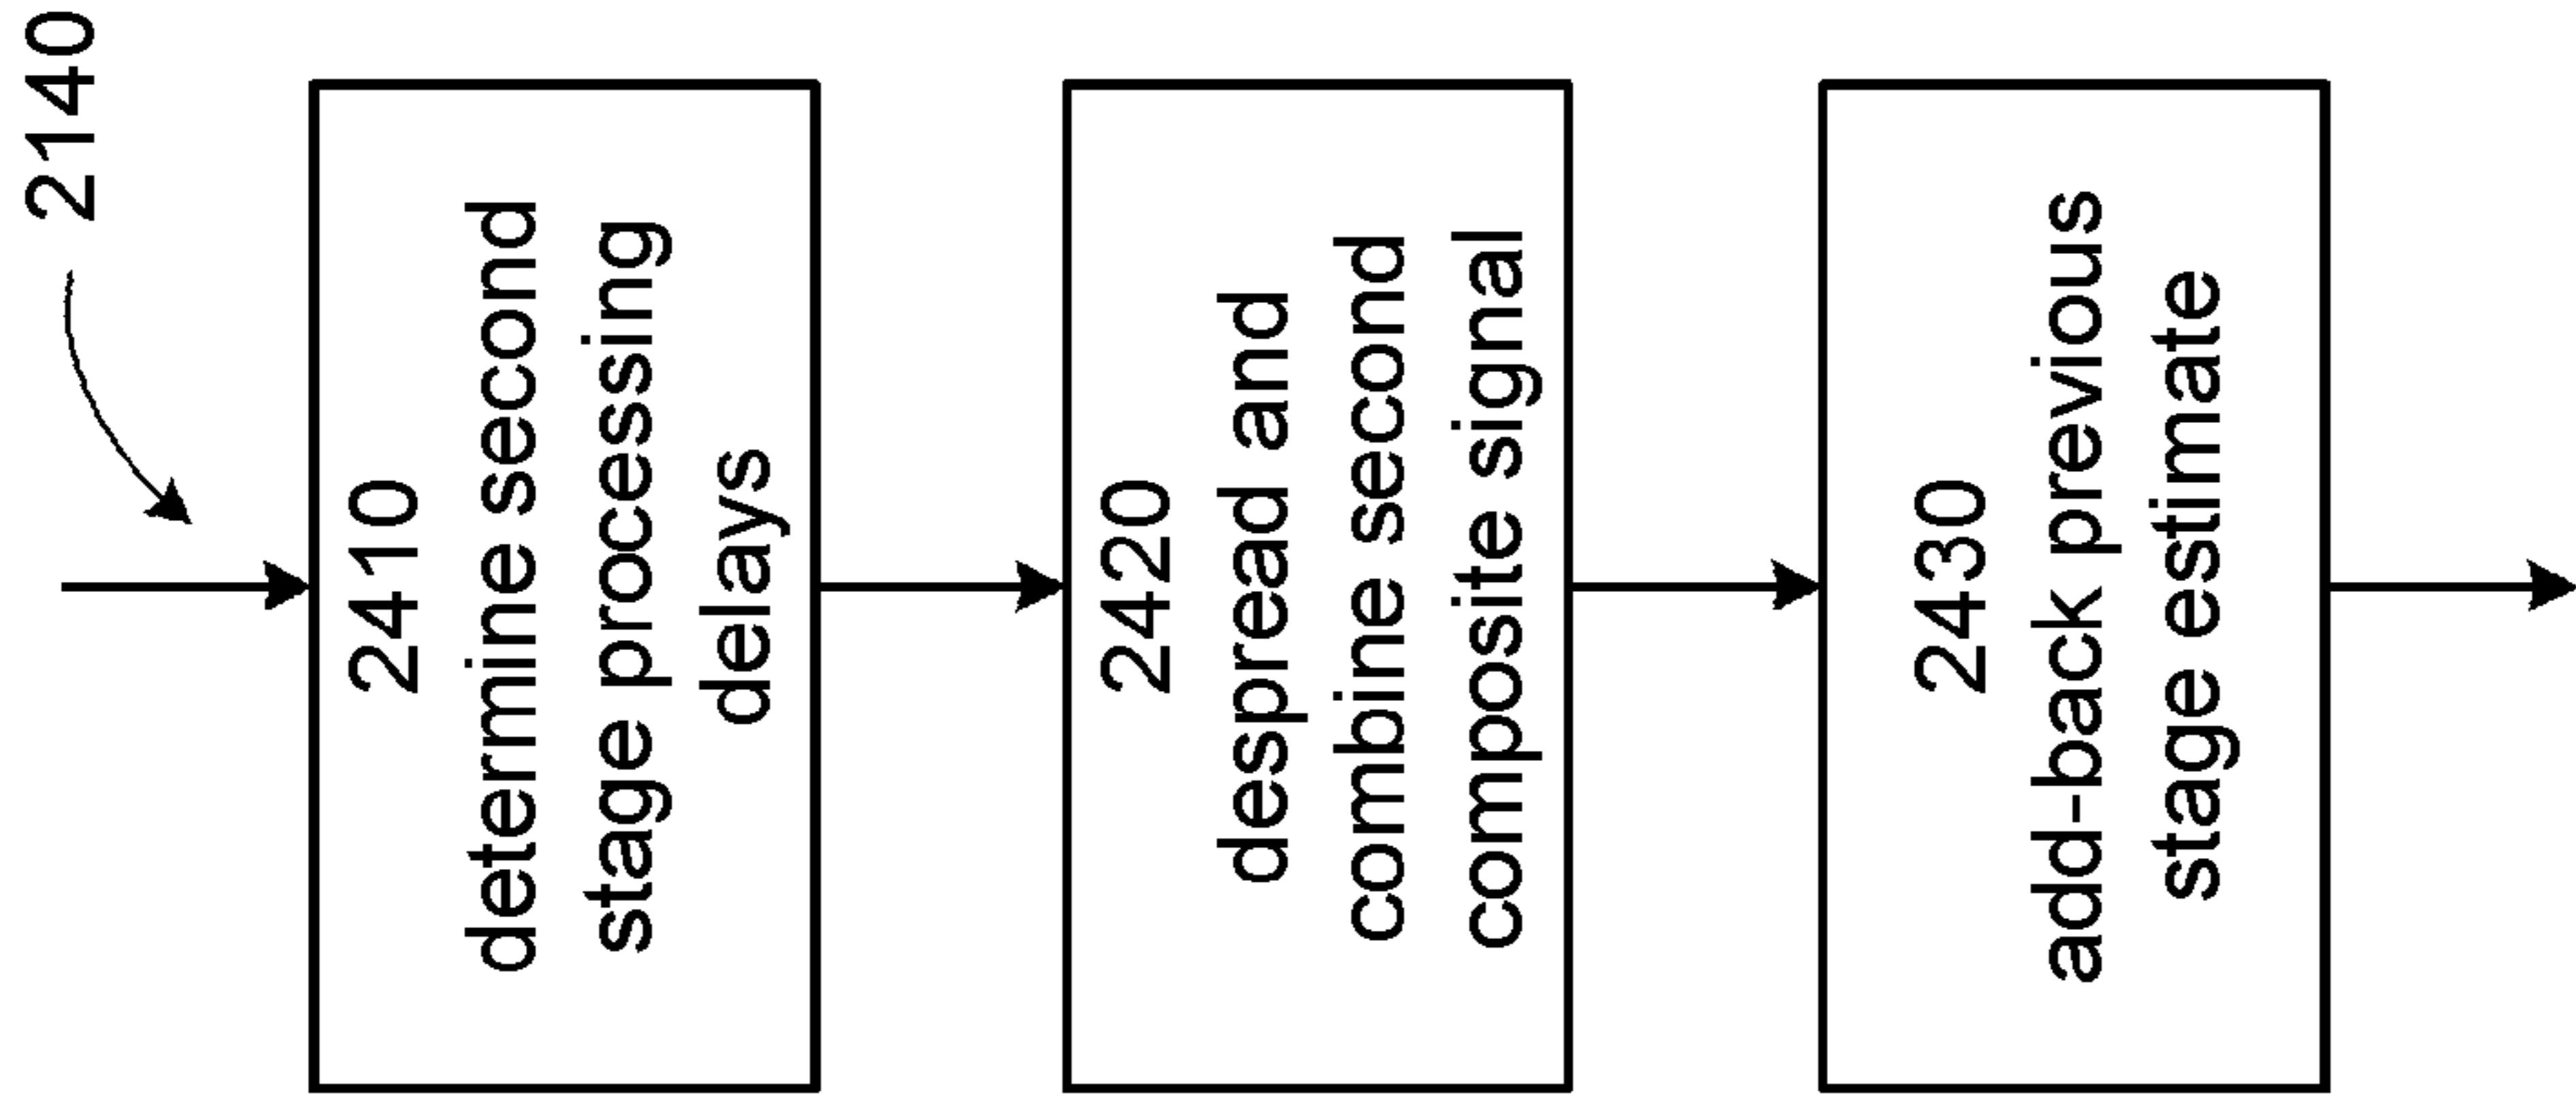 2140
2410
determine second
stage processing
delays
2420
despread and
combine second
composite signal
2430
add-back previous
stage estimate